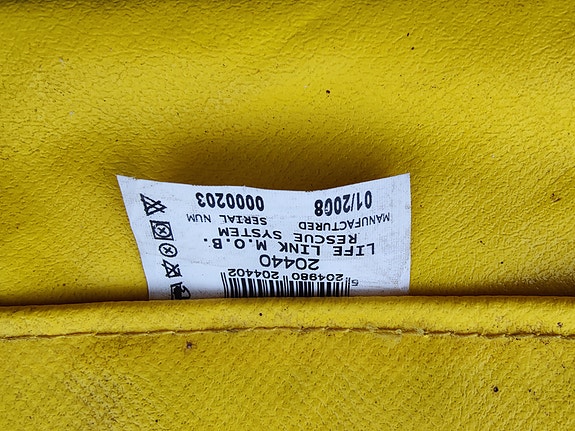 5 204980 204402
20440
LIFE LINK M.O.B.
RESCUE SYSTEM
MANUFACTURED SERIAL NUM
01/2008 0000203